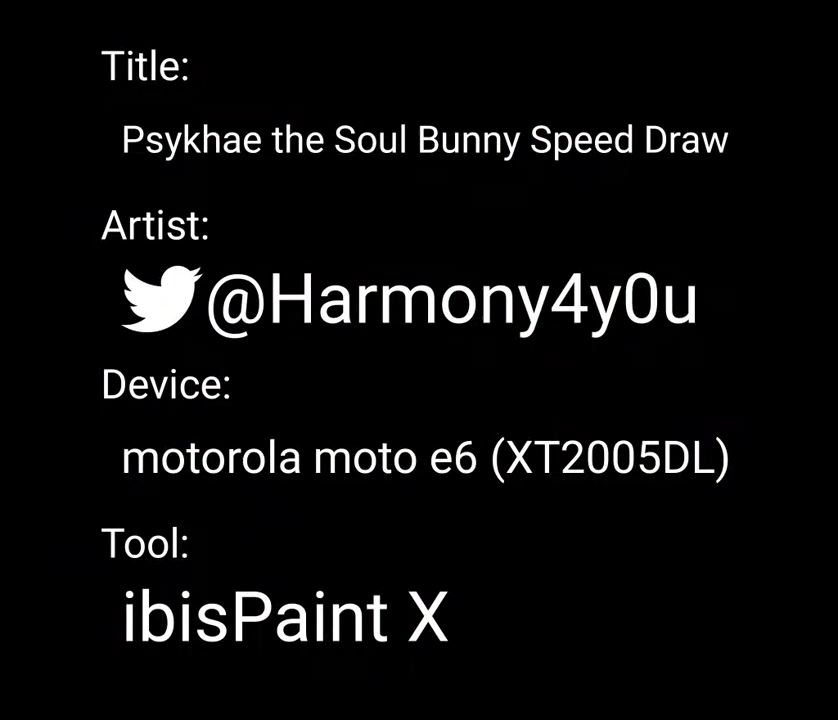 Title:
Psykhae the Soul Bunny Speed Draw
Artist:
@Harmony4y0u
Device:
motorola moto e6 (XT2005DL)
Tool:
ibisPaint X